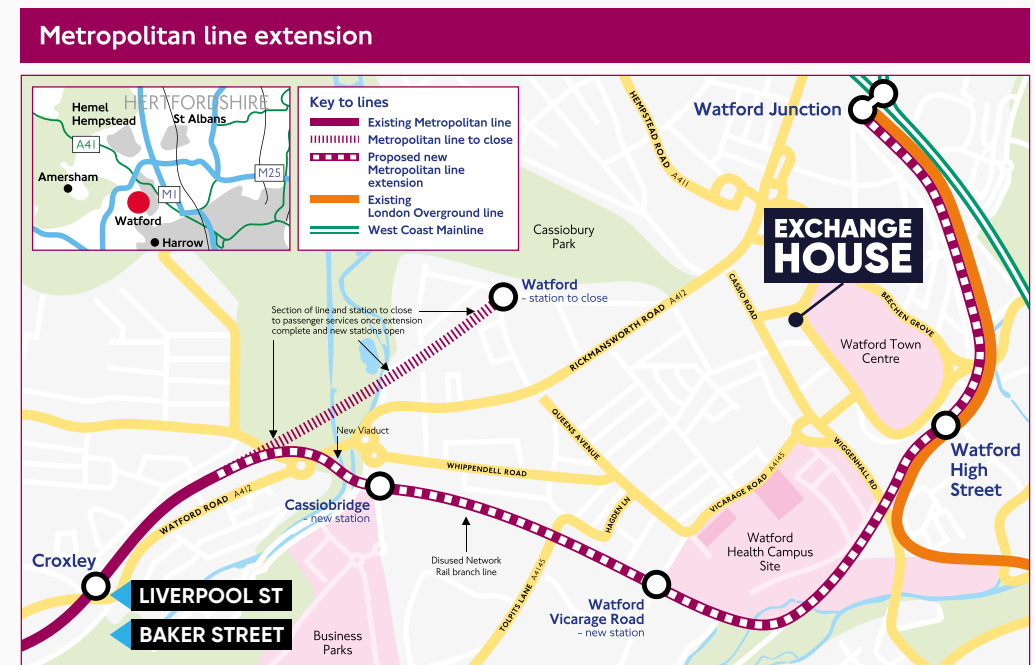 Metropolitan line extension
HERTFORDSHIRE
Hemel
Hempstead
St Albans
A41
Amersham
M25
M1
Watford
Harrow
Key to lines
Existing Metropolitan line
Metropolitan line to close
Proposed new
Metropolitan line
extension
Existing
London Overground line
West Coast Mainline
HEMPSTEAD ROAD A411
Watford Junction
Cassiobury
Park
EXCHANGE
HOUSE
Watford
- station to close
Section of line and station to close
to passenger services once extension
complete and new stations open
RICKMANSWORTH ROAD A412
CASSIO ROAD
BEECHEN GROVE
Watford Town
Centre
New Viaduct
QUEENS AVENUE
WHIPPENDELL ROAD
WATFORD ROAD A412
Cassiobridge
- new station
HAGDEN LN
VICARAGE ROAD A4145
WIGGENHALL RD
Watford
High
Street
Watford
Health Campus
Site
Disused Network
Rail branch line
TOLPITS LANE A4145
Croxley
LIVERPOOL ST
BAKER STREET
Business
Parks
Watford
Vicarage Road
- new station